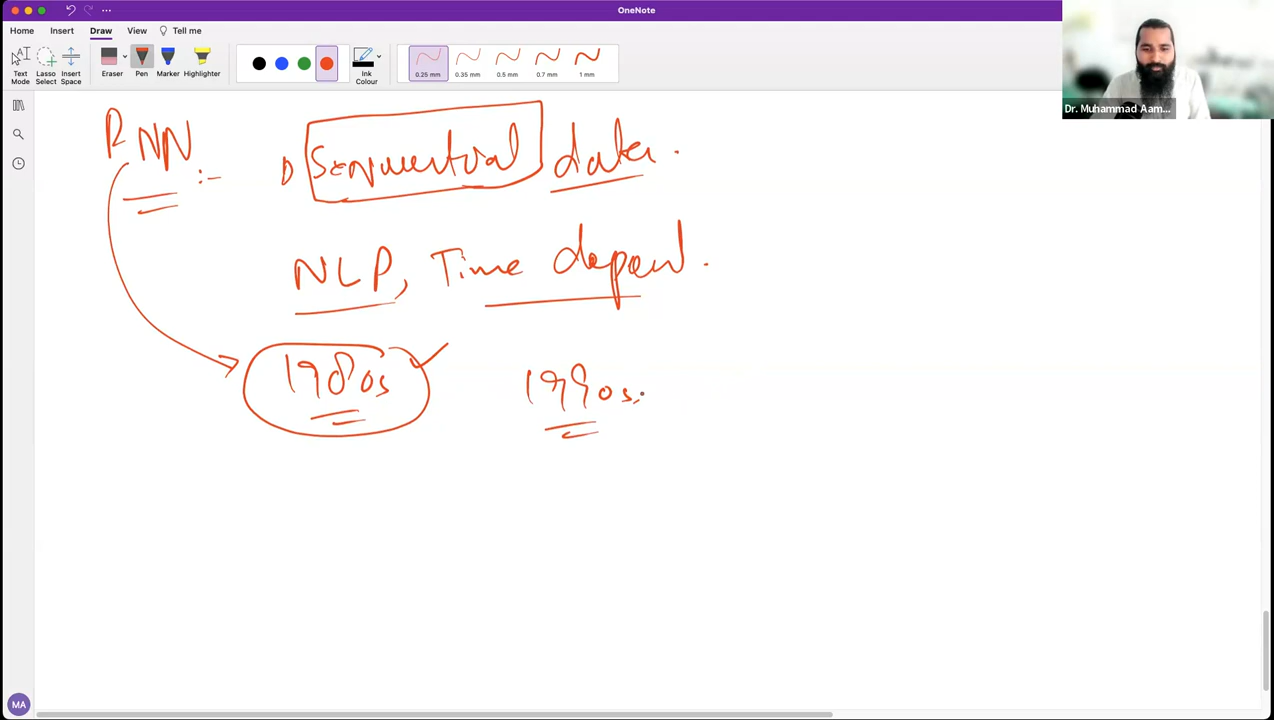 OneNote
Home Insert Draw View Tell me
Text Mode Lasso Select Insert Space Eraser Pen Marker Highlighter Ink Colour 0.25 mm 0.35 mm 0.5 mm 0.7 mm 1 mm
Dr. Muhammad Aam...
RNN :- 1) Sequential data.
NLP, Time depend.
1980s 1990s.
MA